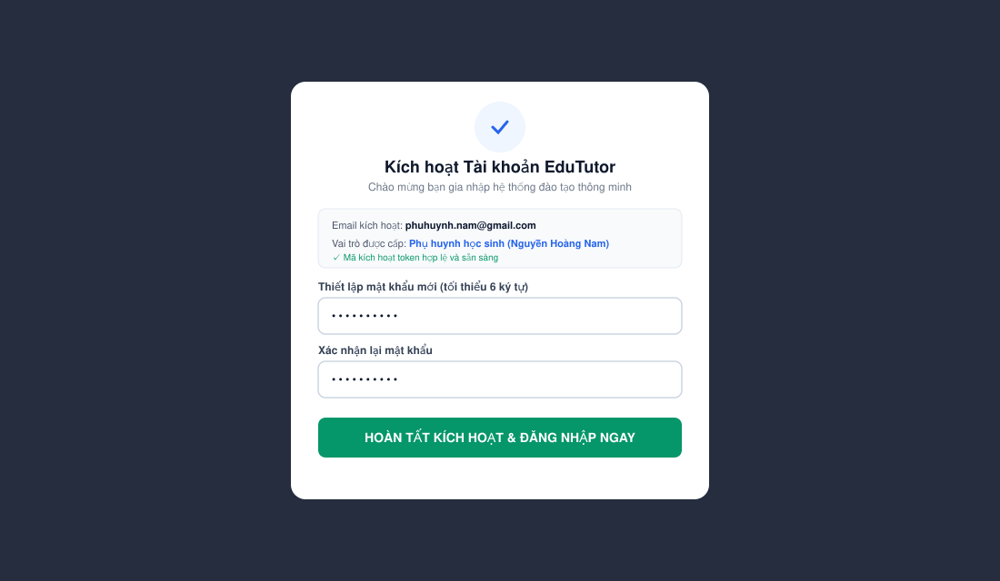 Kích hoạt Tài khoản EduTutor
Chào mừng bạn gia nhập hệ thống đào tạo thông minh
Email kích hoạt: phuhuynh.nam@gmail.com
Vai trò được cấp: Phụ huynh học sinh (Nguyễn Hoàng Nam)
✓ Mã kích hoạt token hợp lệ và sẵn sàng
Thiết lập mật khẩu mới (tối thiểu 6 ký tự)
••••••••••
Xác nhận lại mật khẩu
••••••••••
HOÀN TẤT KÍCH HOẠT & ĐĂNG NHẬP NGAY